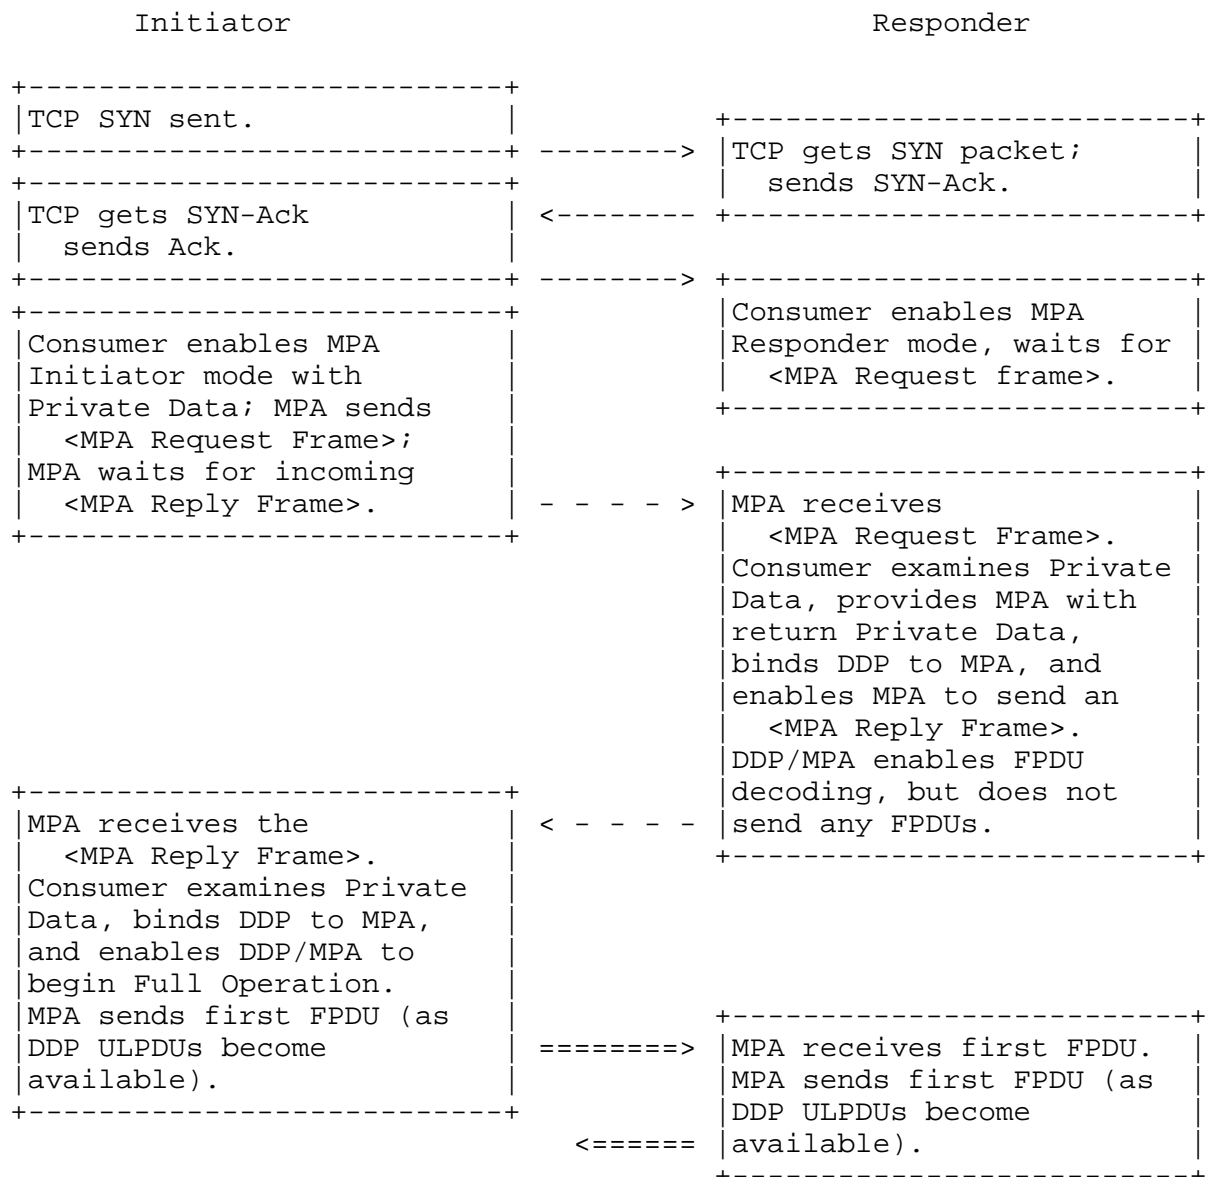 Initiator                                 Responder

+---------------------------+
|TCP SYN sent.              |           +--------------------------+
+---------------------------+ --------> |TCP gets SYN packet;      |
+---------------------------+           |  sends SYN-Ack.          |
|TCP gets SYN-Ack           | <-------- +--------------------------+
|  sends Ack.               |
+---------------------------+ --------> +--------------------------+
+---------------------------+           |Consumer enables MPA      |
|Consumer enables MPA       |           |Responder mode, waits for |
|Initiator mode with        |           |  <MPA Request frame>.    |
|Private Data; MPA sends    |           +--------------------------+
|  <MPA Request Frame>;     |
|MPA waits for incoming     |           +--------------------------+
|  <MPA Reply Frame>.       | - - - - > |MPA receives              |
+---------------------------+           |  <MPA Request Frame>.    |
                                        |Consumer examines Private |
                                        |Data, provides MPA with   |
                                        |return Private Data,      |
                                        |binds DDP to MPA, and     |
                                        |enables MPA to send an    |
                                        |  <MPA Reply Frame>.      |
                                        |DDP/MPA enables FPDU      |
+---------------------------+           |decoding, but does not    |
|MPA receives the           | < - - - - |send any FPDUs.           |
|  <MPA Reply Frame>.       |           +--------------------------+
|Consumer examines Private  |
|Data, binds DDP to MPA,    |
|and enables DDP/MPA to     |
|begin Full Operation.      |
|MPA sends first FPDU (as   |           +--------------------------+
|DDP ULPDUs become          | ========> |MPA receives first FPDU.  |
|available).                |           |MPA sends first FPDU (as  |
+---------------------------+           |DDP ULPDUs become         |
                                <====== |available).               |
                                        +--------------------------+